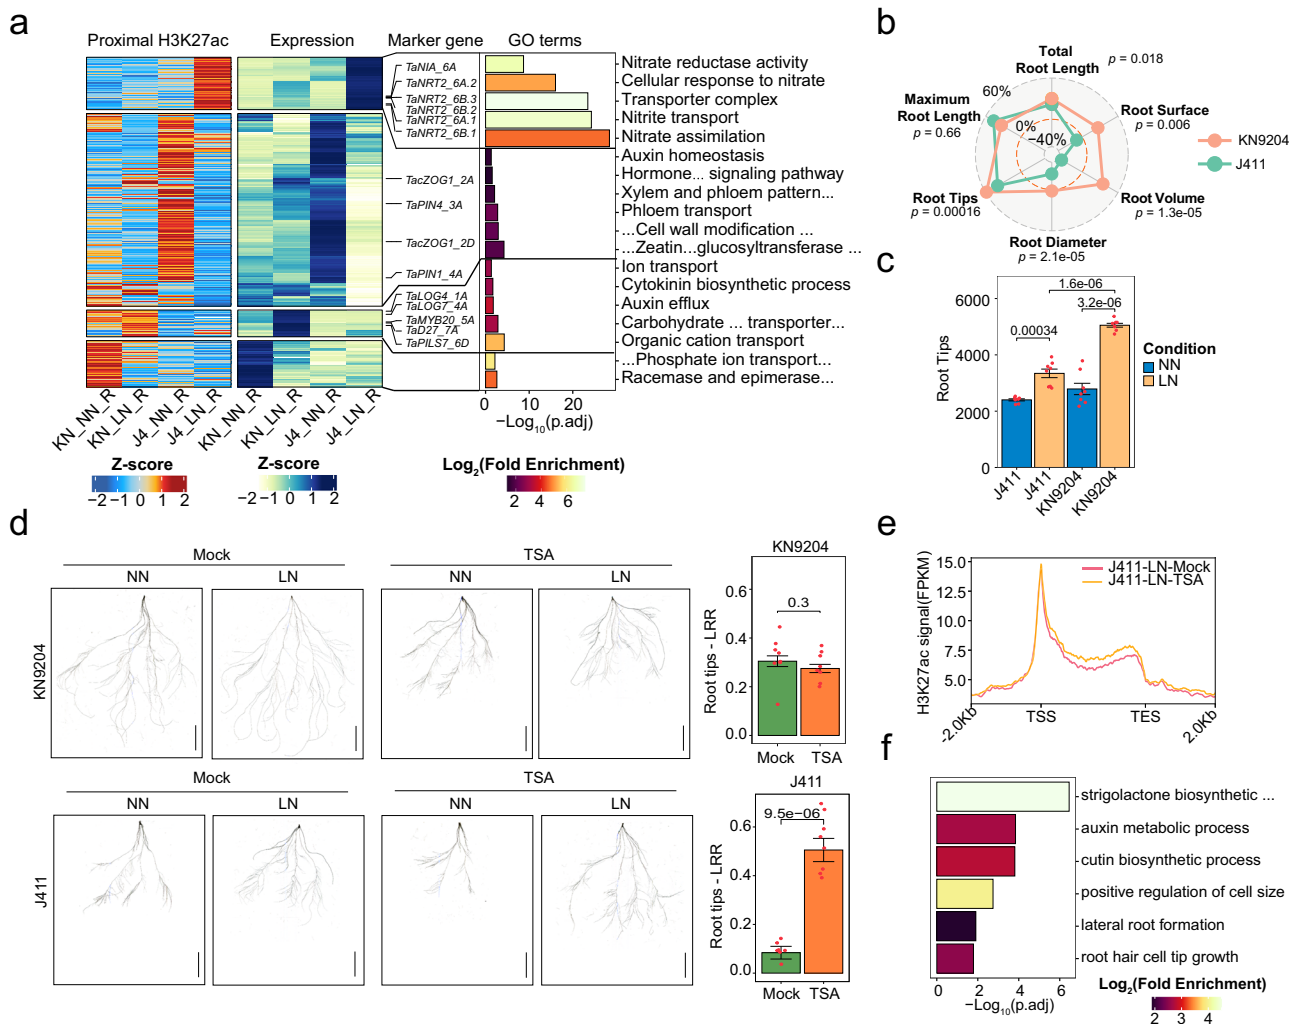 a
Proximal H3K27ac
Expression
Marker gene
GO terms
TaNIA_6A
TaNRT2_6A.2
TaNRT2_6B.3
TaNRT2_6B.2
TaNRT2_6A.1
TaNRT2_6B.1
TacZOG1_2A
TaPIN4_3A
TacZOG1_2D
TaPIN1_4A
TaLOG4_1A
TaLOG7_4A
TaMYB20_5A
TaD27_7A
TaPILS7_6D
Nitrate reductase activity
Cellular response to nitrate
Transporter complex
Nitrite transport
Nitrate assimilation
Auxin homeostasis
Hormone... signaling pathway
Xylem and phloem pattern...
Phloem transport
...Cell wall modification ...
...Zeatin...glucosyltransferase ...
Ion transport
Cytokinin biosynthetic process
Auxin efflux
Carbohydrate ... transporter...
Organic cation transport
...Phosphate ion transport...
Racemase and epimerase...
KN_NN_R
KN_LN_R
J4_NN_R
J4_LN_R
KN_NN_R
KN_LN_R
J4_NN_R
J4_LN_R
0 10 20
−Log10(p.adj)
Z-score
−2 −1 0 1 2
Z-score
−2 −1 0 1 2
Log2(Fold Enrichment)
2 4 6
b
Total
Root Length
p = 0.018
60%
0%
−40%
Maximum
Root Length
p = 0.66
Root Surface
p = 0.006
Root Tips
p = 0.00016
Root Volume
p = 1.3e-05
Root Diameter
p = 2.1e-05
KN9204
J411
c
Root Tips
6000
4000
2000
0
1.6e-06
3.2e-06
0.00034
J411
J411
KN9204
KN9204
Condition
NN
LN
d
Mock
TSA
NN
LN
NN
LN
KN9204
KN9204
Root tips - LRR
0.6
0.4
0.2
0.0
0.3
Mock TSA
Mock
TSA
NN
LN
NN
LN
J411
J411
Root tips - LRR
0.6
0.4
0.2
0.0
9.5e−06
Mock TSA
e
H3K27ac signal(FPKM)
15.0
12.5
10.0
7.5
5.0
J411-LN-Mock
J411-LN-TSA
-2.0Kb
TSS
TES
2.0Kb
f
strigolactone biosynthetic ...
auxin metabolic process
cutin biosynthetic process
positive regulation of cell size
lateral root formation
root hair cell tip growth
0 2 4 6
−Log10(p.adj)
Log2(Fold Enrichment)
2 3 4